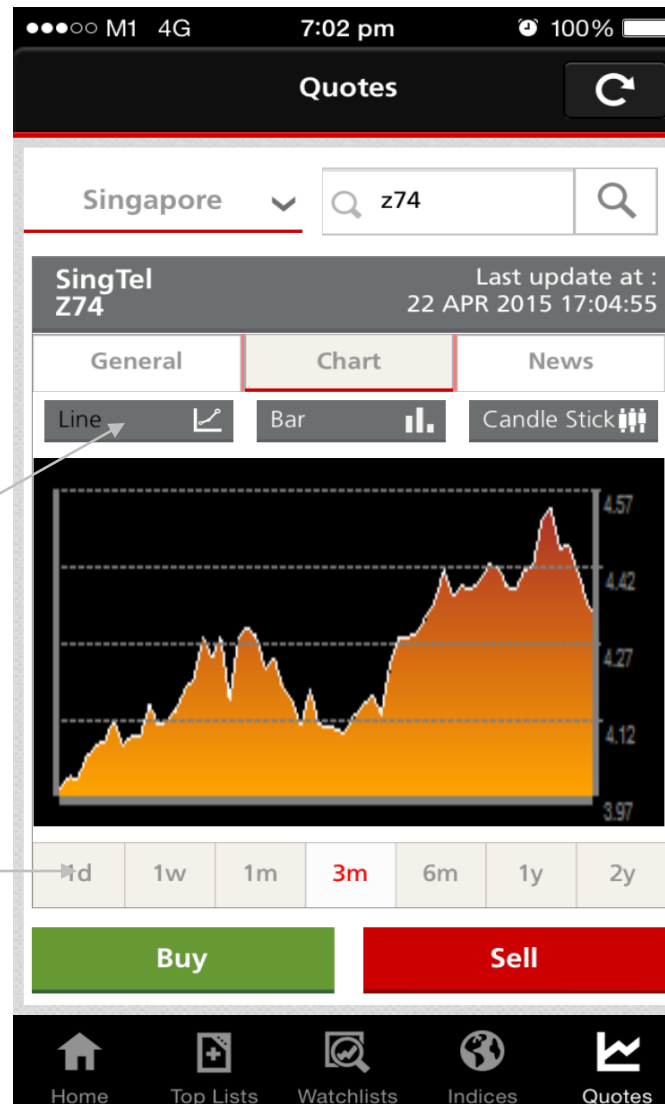 M1 4G 7:02 pm 100%
Quotes
Singapore z74
SingTel Last update at :
Z74 22 APR 2015 17:04:55
General Chart News
Line Bar Candle Stick
4.57
4.42
4.27
4.12
3.97
1d 1w 1m 3m 6m 1y 2y
Buy Sell
Home Top Lists Watchlists Indices Quotes